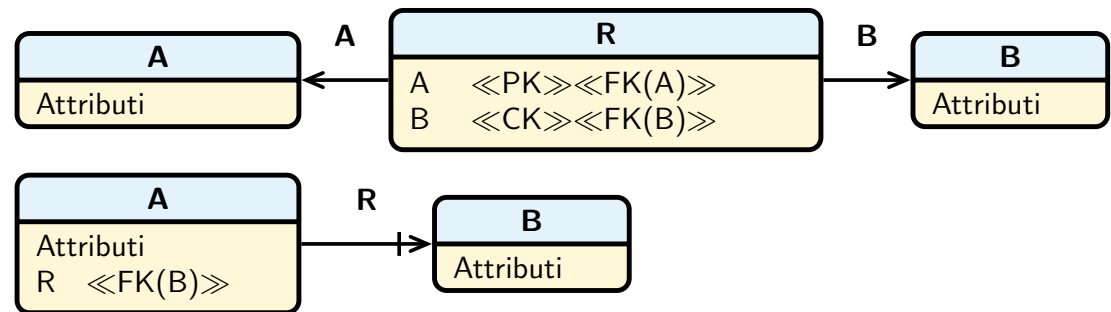 A
Attributi
A
R
A ≪PK≫≪FK(A)≫
B ≪CK≫≪FK(B)≫
B
B
Attributi
A
Attributi
R ≪FK(B)≫
R
B
Attributi